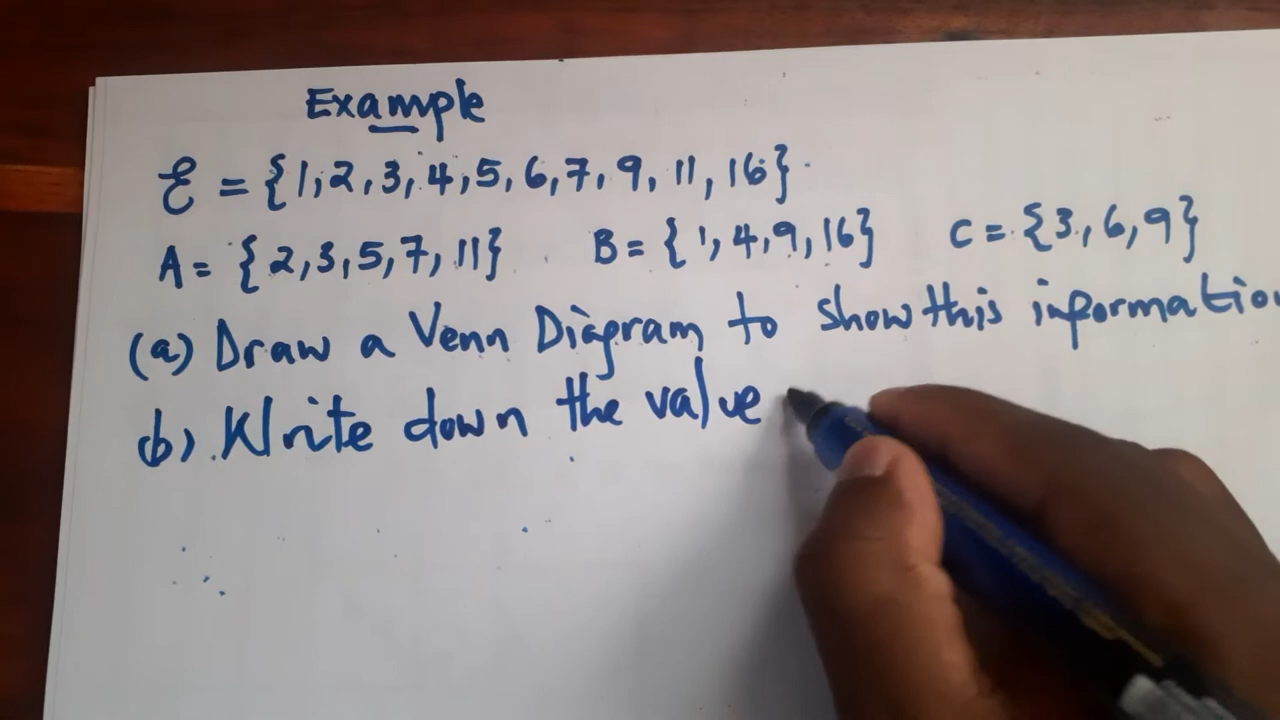 Example
ℰ = {1,2,3,4,5,6,7,9,11,16}.
A = {2,3,5,7,11} B = {1,4,9,16} C = {3,6,9}
(a) Draw a Venn Diagram to show this informatio
(b) Write down the value